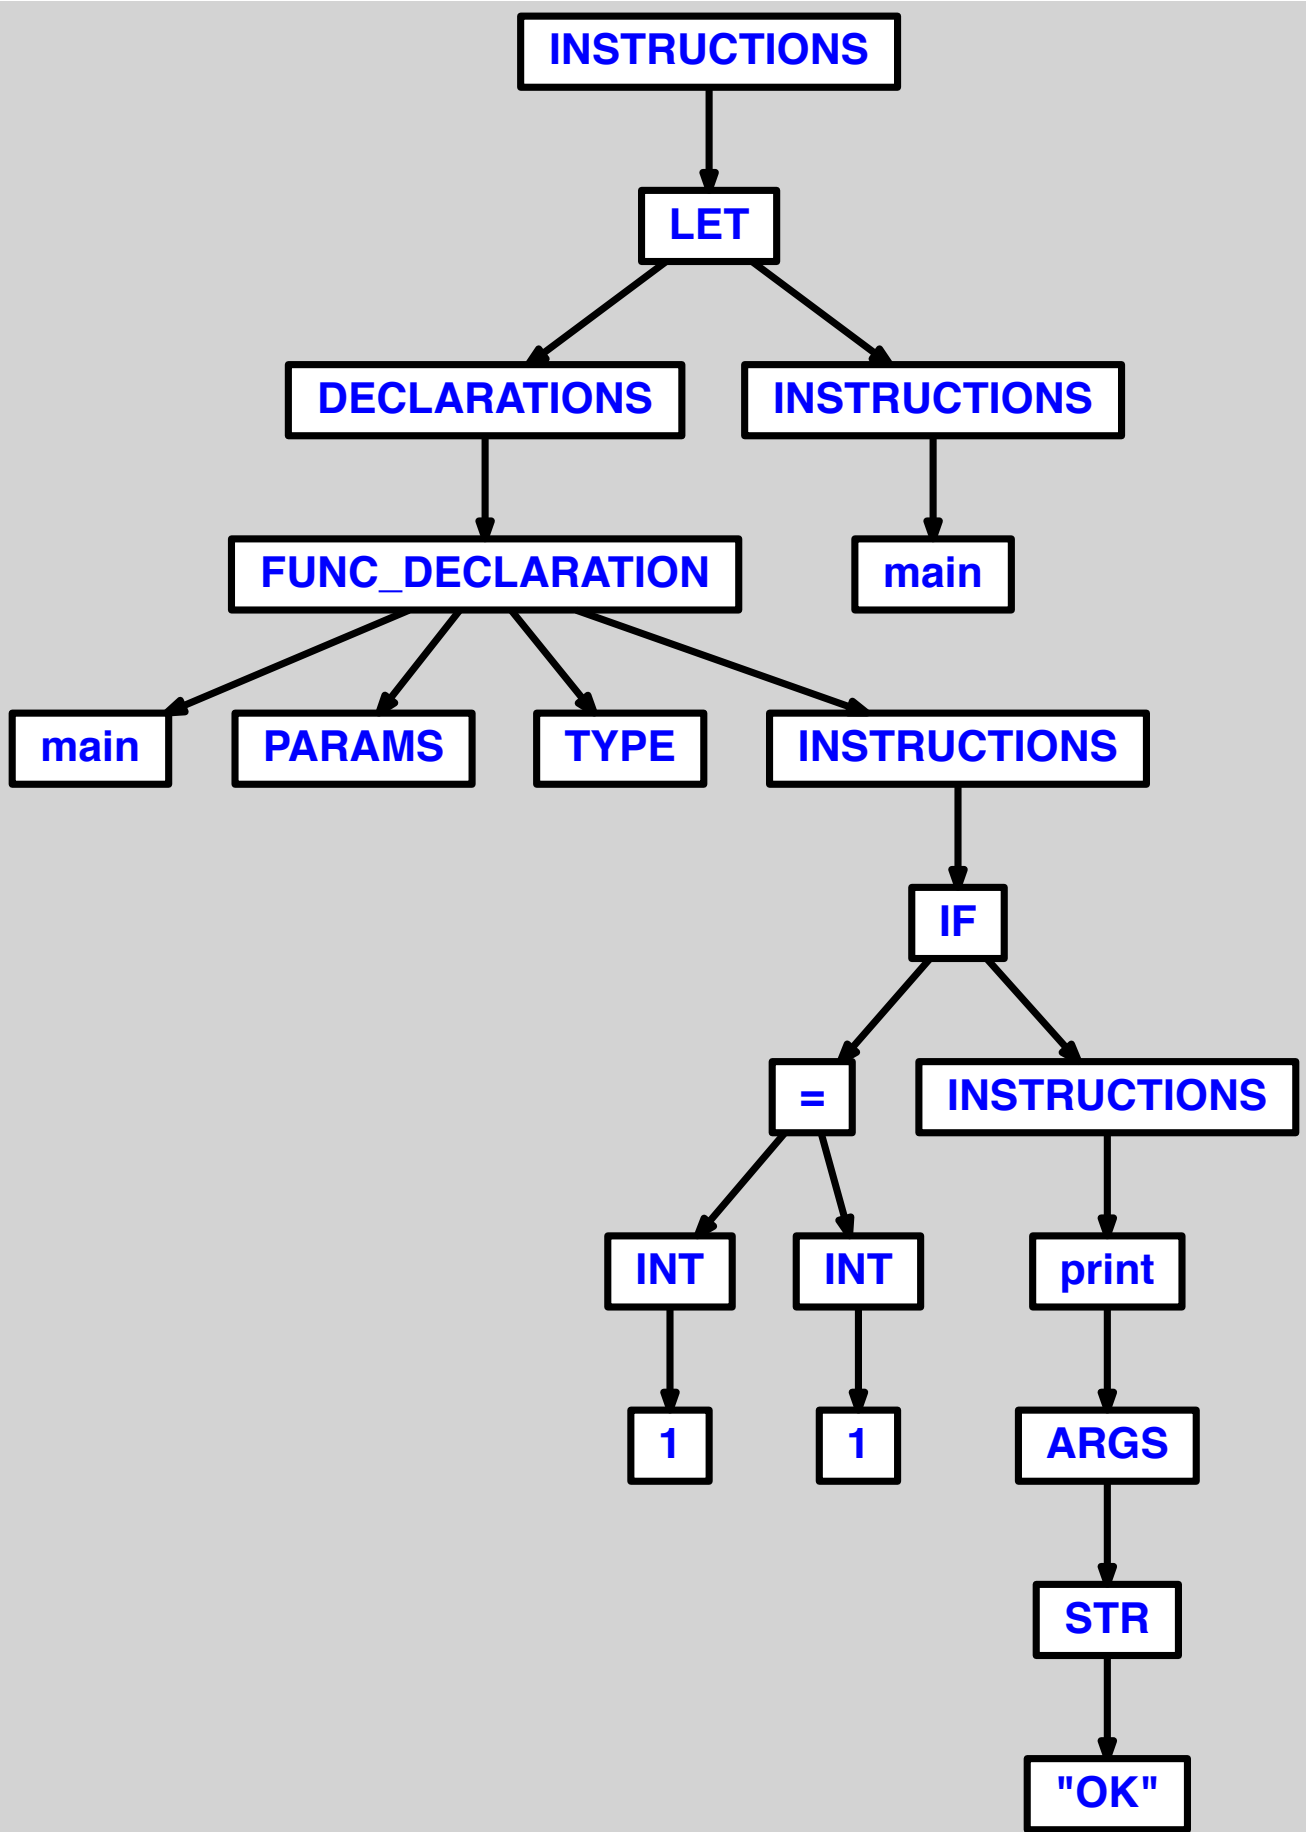 INSTRUCTIONS
LET
DECLARATIONS
INSTRUCTIONS
FUNC_DECLARATION
main
main
PARAMS
TYPE
INSTRUCTIONS
IF
=
INSTRUCTIONS
INT
INT
print
1
1
ARGS
STR
"OK"